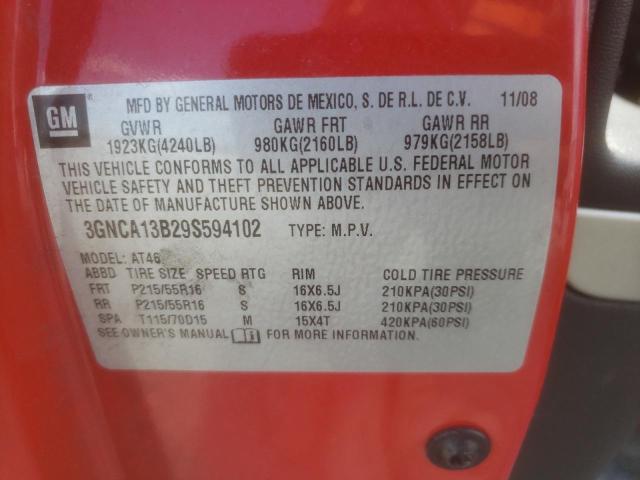 GM ® MFD BY GENERAL MOTORS DE MEXICO, S. DE R.L. DE C.V. 11/08
GVWR GAWR FRT GAWR RR
1923KG(4240LB) 980KG(2160LB) 979KG(2158LB)
THIS VEHICLE CONFORMS TO ALL APPLICABLE U.S. FEDERAL MOTOR
VEHICLE SAFETY AND THEFT PREVENTION STANDARDS IN EFFECT ON
THE DATE OF MANUFACTURE SHOWN ABOVE.
3GNCA13B29S594102 TYPE: M.P.V.
MODEL: AT46
ABBD TIRE SIZE SPEED RTG RIM COLD TIRE PRESSURE
FRT P215/55R16 S 16X6.5J 210KPA(30PSI)
RR P215/55R16 S 16X6.5J 210KPA(30PSI)
SPA T115/70D15 M 15X4T 420KPA(60PSI)
SEE OWNER'S MANUAL FOR MORE INFORMATION.